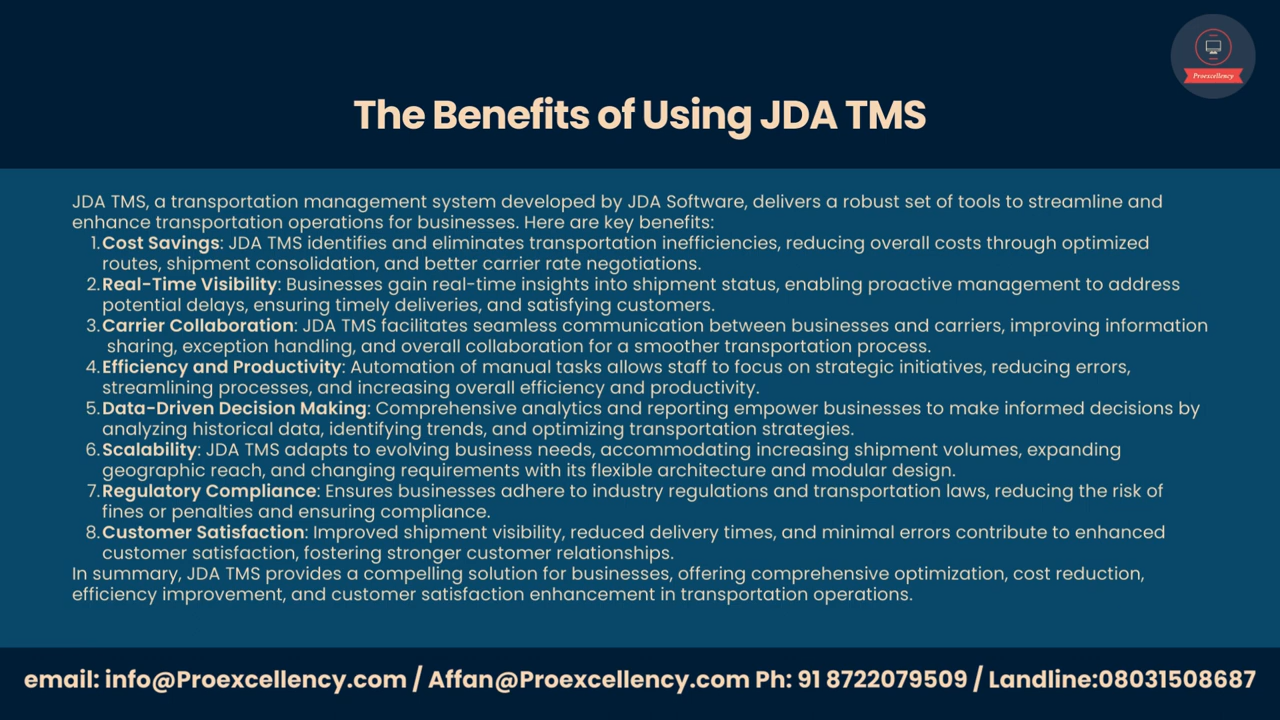 Proexcellency
The Benefits of Using JDA TMS
JDA TMS, a transportation management system developed by JDA Software, delivers a robust set of tools to streamline and
enhance transportation operations for businesses. Here are key benefits:
1. Cost Savings: JDA TMS identifies and eliminates transportation inefficiencies, reducing overall costs through optimized
routes, shipment consolidation, and better carrier rate negotiations.
2. Real-Time Visibility: Businesses gain real-time insights into shipment status, enabling proactive management to address
potential delays, ensuring timely deliveries, and satisfying customers.
3. Carrier Collaboration: JDA TMS facilitates seamless communication between businesses and carriers, improving information
sharing, exception handling, and overall collaboration for a smoother transportation process.
4. Efficiency and Productivity: Automation of manual tasks allows staff to focus on strategic initiatives, reducing errors,
streamlining processes, and increasing overall efficiency and productivity.
5. Data-Driven Decision Making: Comprehensive analytics and reporting empower businesses to make informed decisions by
analyzing historical data, identifying trends, and optimizing transportation strategies.
6. Scalability: JDA TMS adapts to evolving business needs, accommodating increasing shipment volumes, expanding
geographic reach, and changing requirements with its flexible architecture and modular design.
7. Regulatory Compliance: Ensures businesses adhere to industry regulations and transportation laws, reducing the risk of
fines or penalties and ensuring compliance.
8. Customer Satisfaction: Improved shipment visibility, reduced delivery times, and minimal errors contribute to enhanced
customer satisfaction, fostering stronger customer relationships.
In summary, JDA TMS provides a compelling solution for businesses, offering comprehensive optimization, cost reduction,
efficiency improvement, and customer satisfaction enhancement in transportation operations.
email: info@Proexcellency.com / Affan@Proexcellency.com Ph: 91 8722079509 / Landline:08031508687